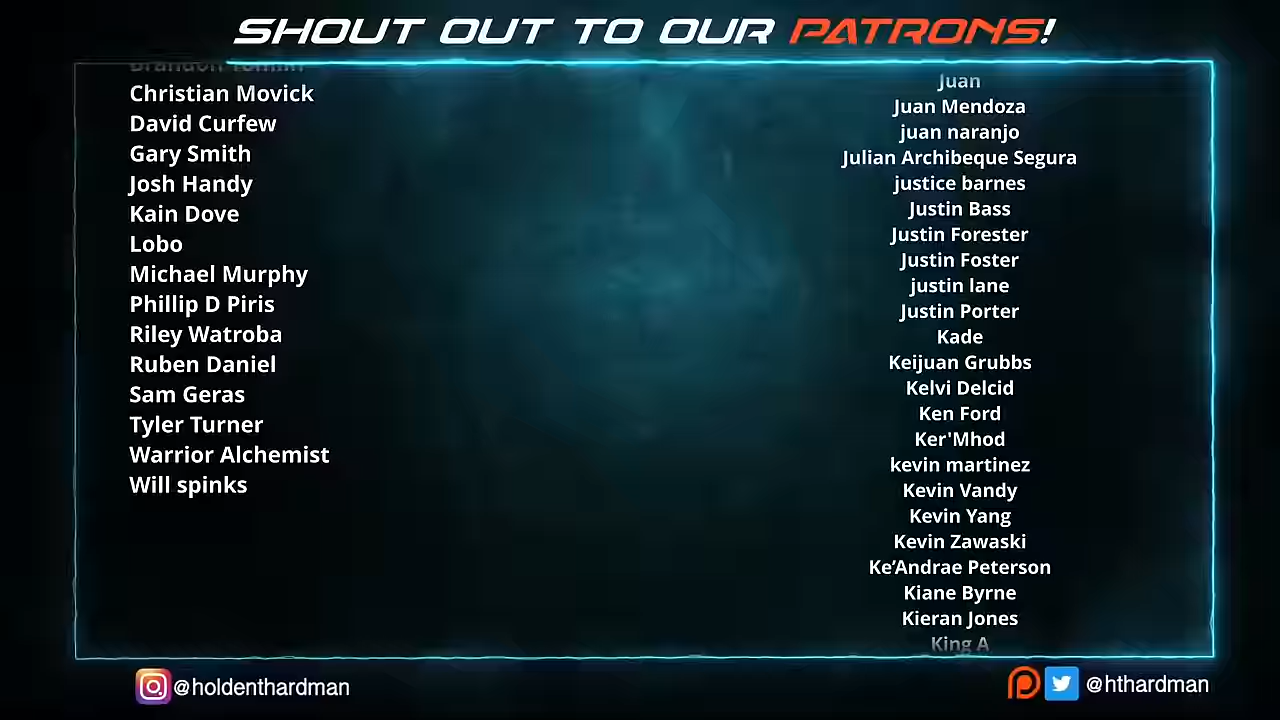 SHOUT OUT TO OUR PATRONS!
Brandon Tomlin
Christian Movick
David Curfew
Gary Smith
Josh Handy
Kain Dove
Lobo
Michael Murphy
Phillip D Piris
Riley Watroba
Ruben Daniel
Sam Geras
Tyler Turner
Warrior Alchemist
Will spinks
Juan
Juan Mendoza
juan naranjo
Julian Archibeque Segura
justice barnes
Justin Bass
Justin Forester
Justin Foster
justin lane
Justin Porter
Kade
Keijuan Grubbs
Kelvi Delcid
Ken Ford
Ker'Mhod
kevin martinez
Kevin Vandy
Kevin Yang
Kevin Zawaski
Ke’Andrae Peterson
Kiane Byrne
Kieran Jones
King A
@holdenthardman
@hthardman